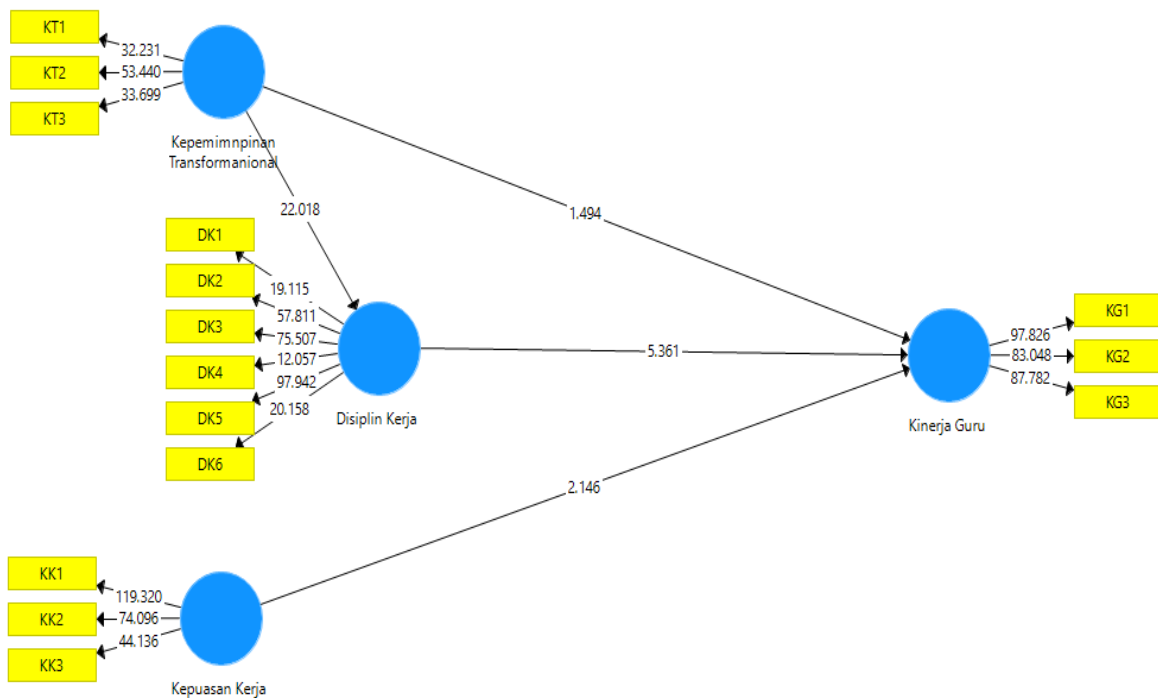 KT1
32.231
KT2
53.440
KT3
33.699
Kepemimnpinan
Transformanional
22.018
1.494
DK1
19.115
DK2
57.811
DK3
75.507
DK4
12.057
DK5
97.942
DK6
20.158
Disiplin Kerja
5.361
KG1
97.826
KG2
83.048
KG3
87.782
Kinerja Guru
2.146
KK1
119.320
KK2
74.096
KK3
44.136
Kepuasan Kerja